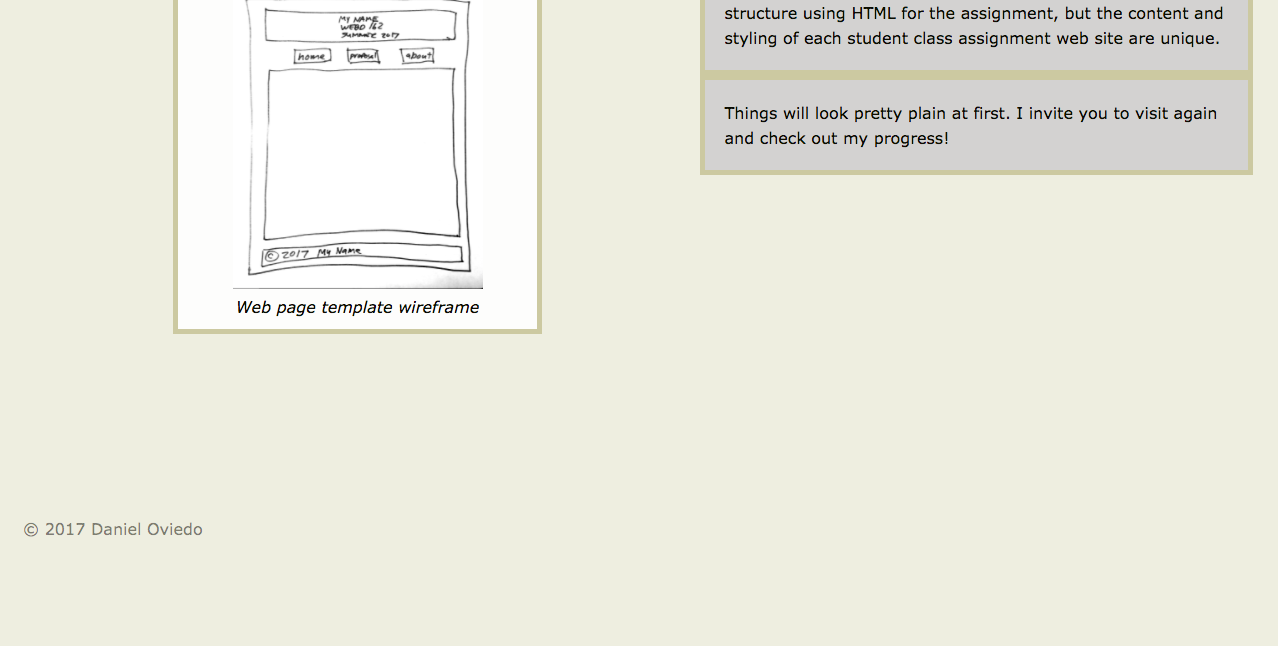 MY NAME
WEBD 162
SUMMER 2017
home proposal about
© 2017 My Name
Web page template wireframe
structure using HTML for the assignment, but the content and
styling of each student class assignment web site are unique.
Things will look pretty plain at first. I invite you to visit again
and check out my progress!
© 2017 Daniel Oviedo